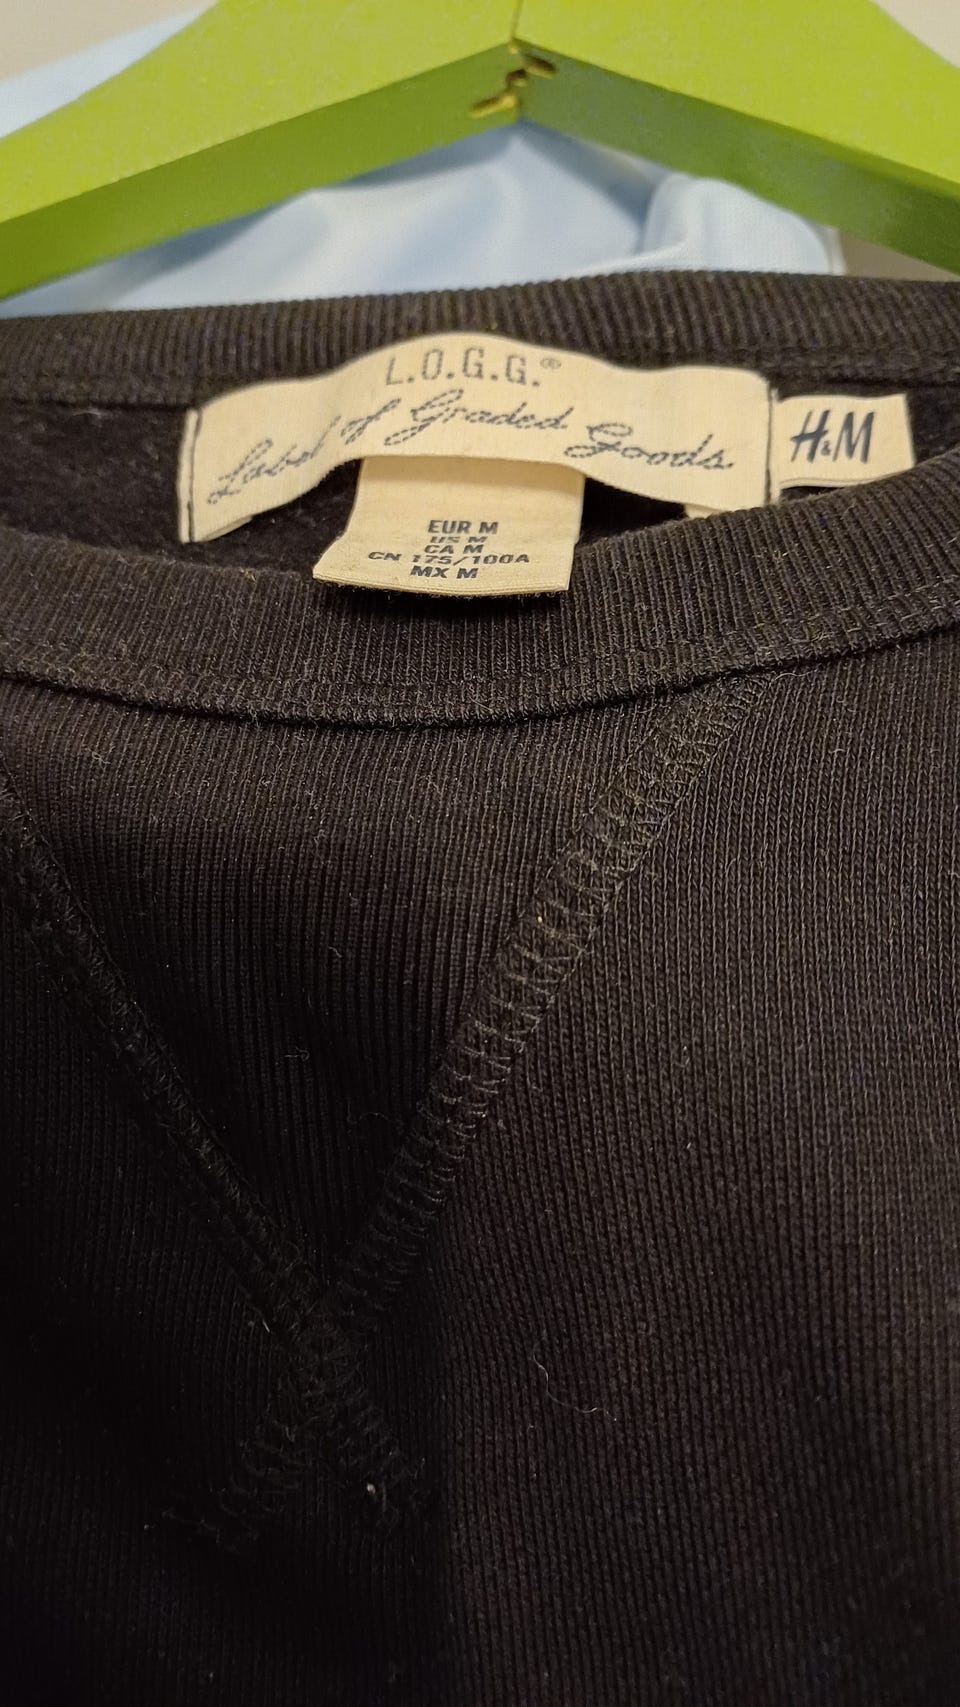 L.O.G.G.®
Label of Graded Goods
H&M
EUR M
US M
CA M
CN 175/100A
MX M